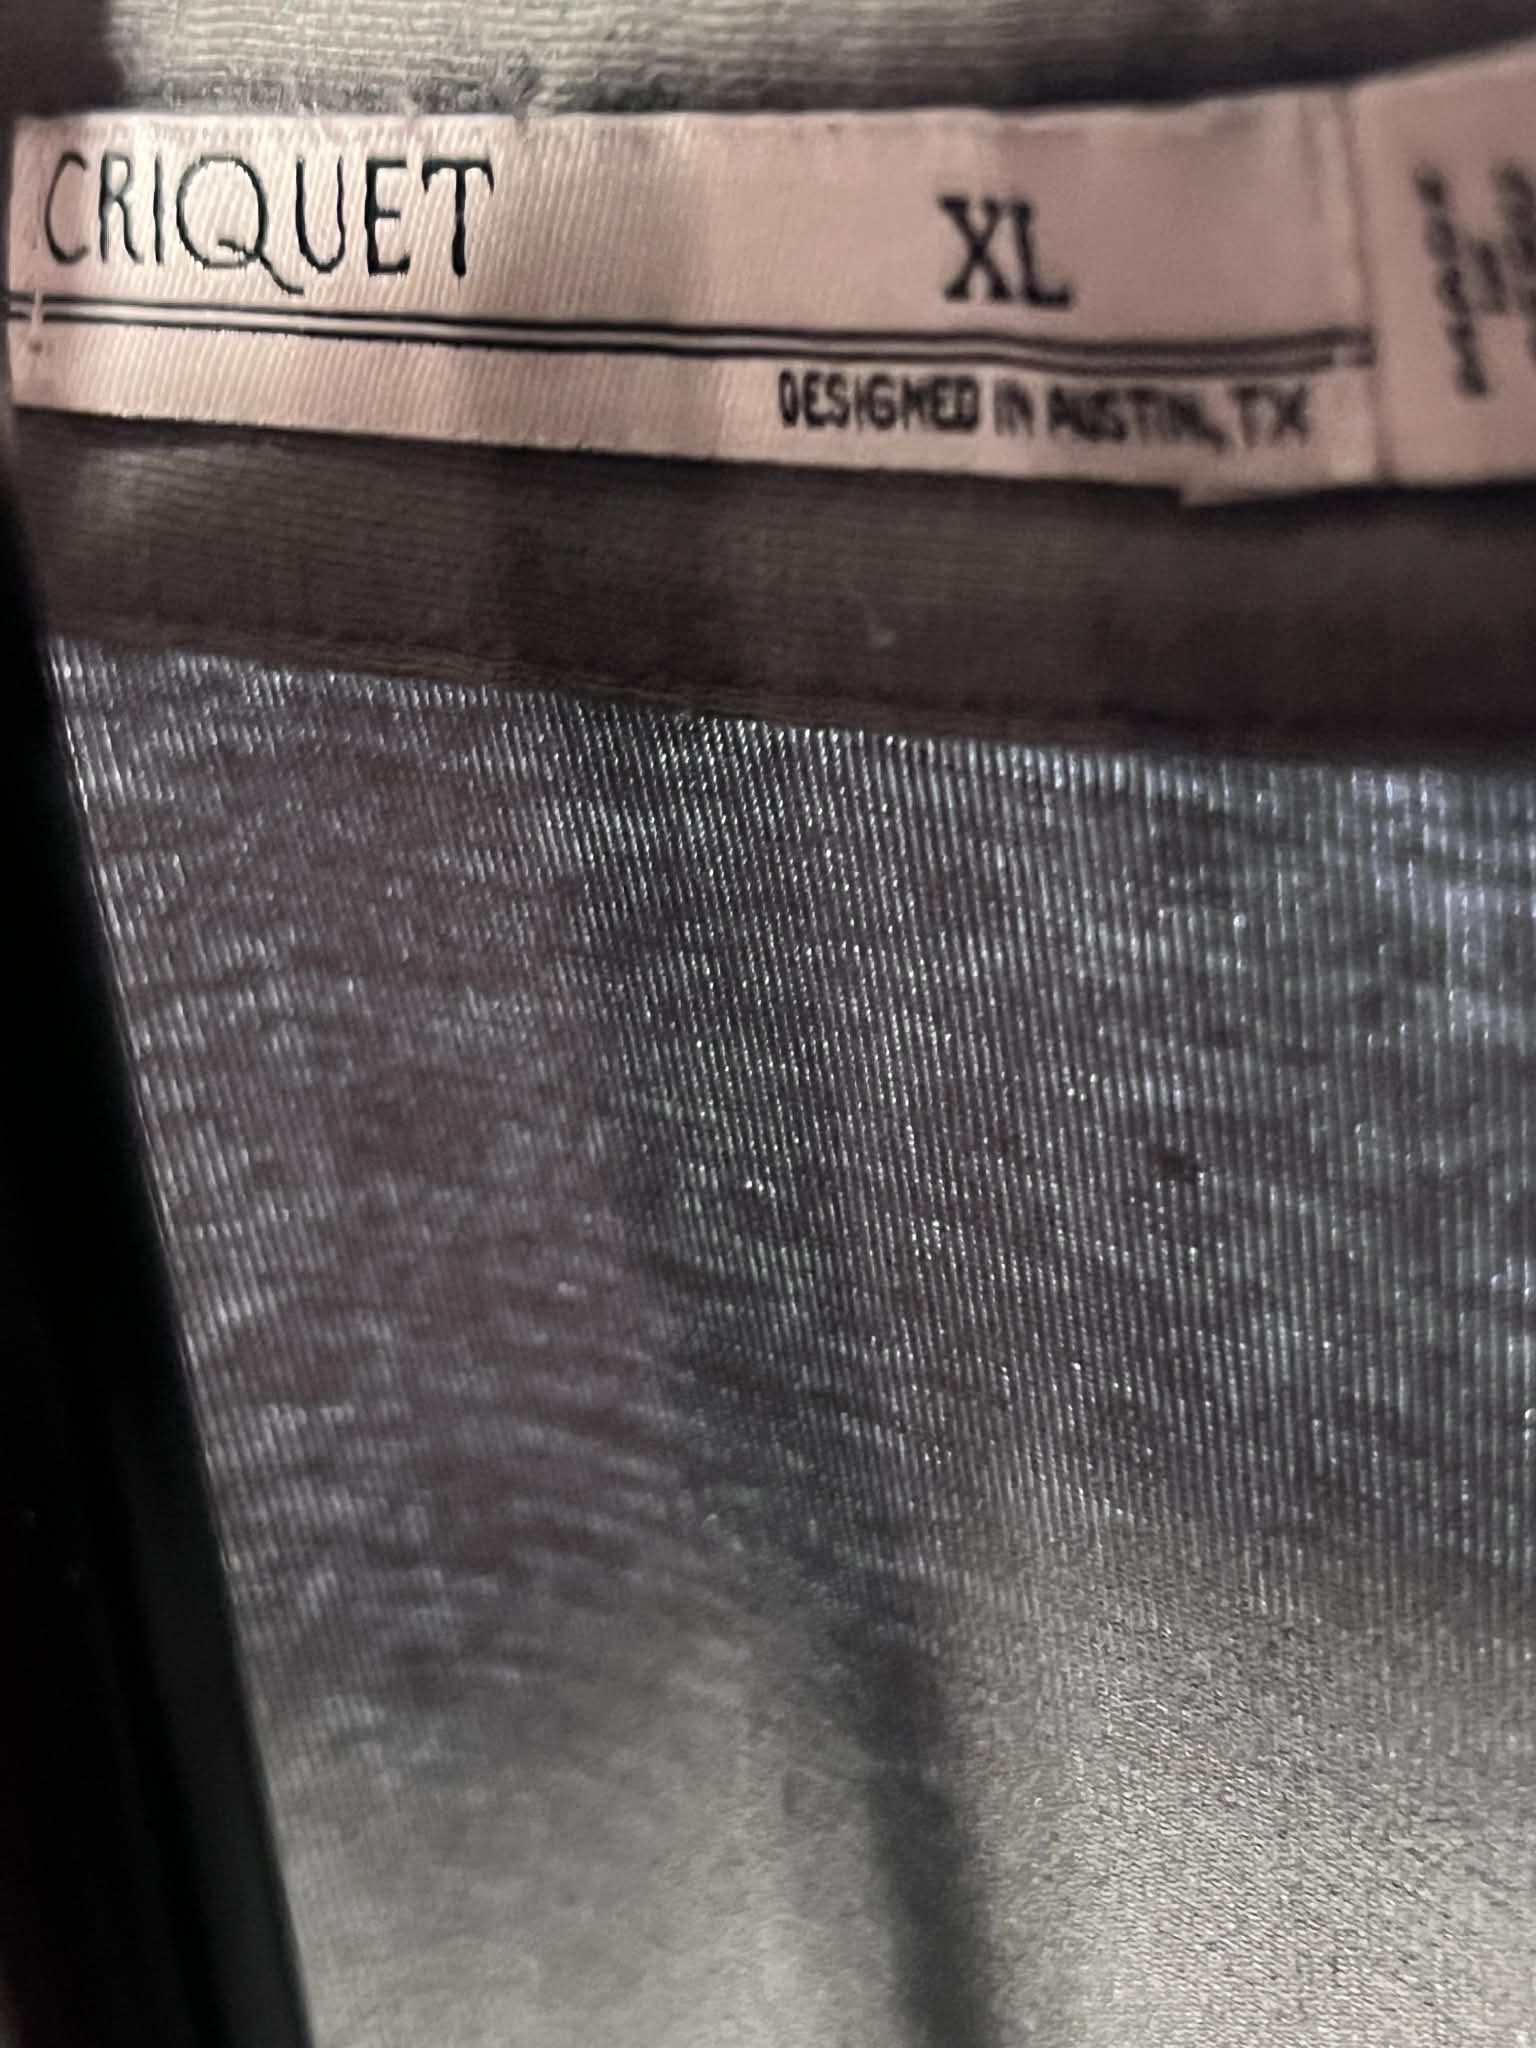 CRIQUET
XL
DESIGNED IN AUSTIN, TX